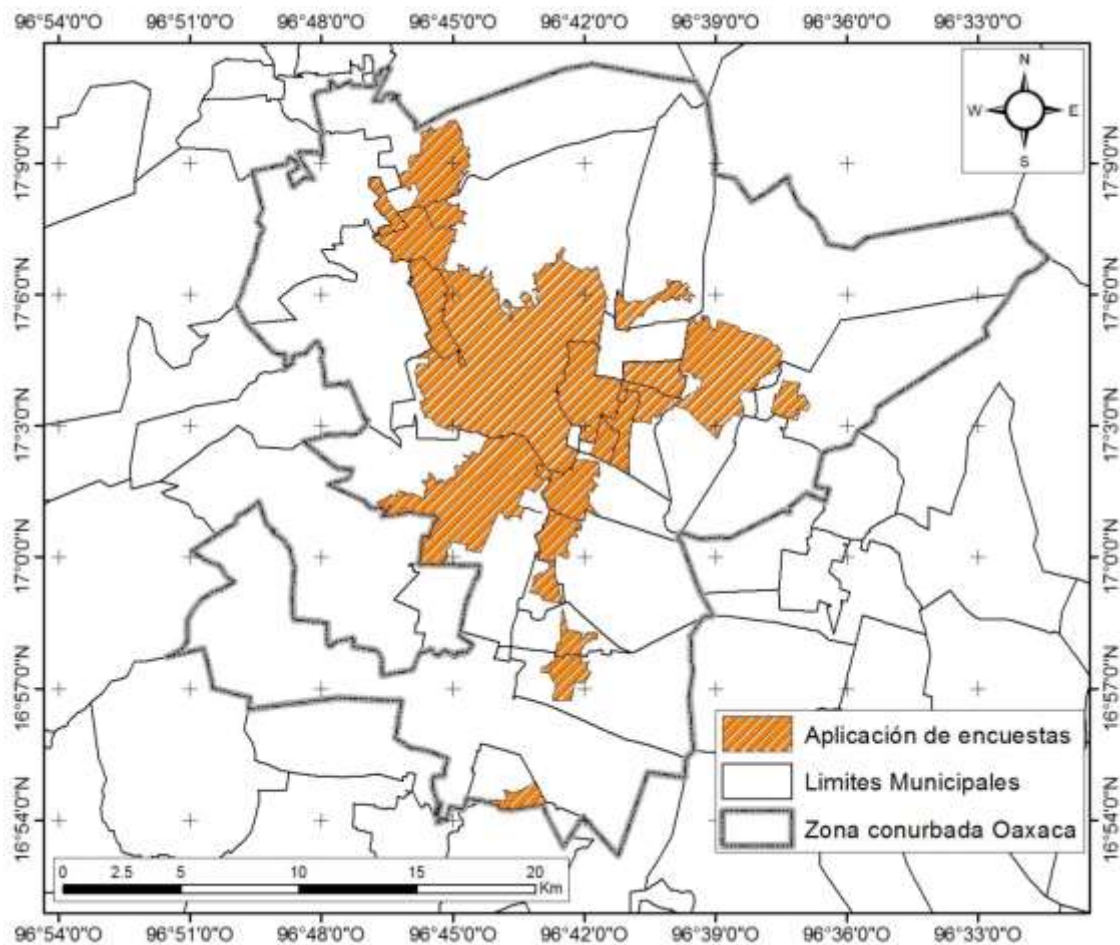 96°54'0"O 96°51'0"O 96°48'0"O 96°45'0"O 96°42'0"O 96°39'0"O 96°36'0"O 96°33'0"O
N
W E
S
17°9'0"N 17°9'0"N
17°6'0"N 17°6'0"N
17°3'0"N 17°3'0"N
17°0'0"N 17°0'0"N
16°57'0"N 16°57'0"N
16°54'0"N 16°54'0"N
Aplicación de encuestas
Limites Municipales
Zona conurbada Oaxaca
0 2.5 5 10 15 20
Km
96°54'0"O 96°51'0"O 96°48'0"O 96°45'0"O 96°42'0"O 96°39'0"O 96°36'0"O 96°33'0"O